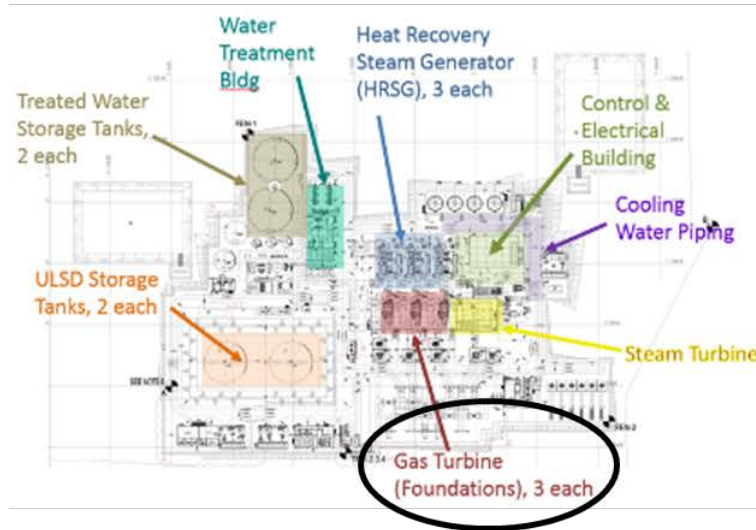 Water
Treatment
Bldg
Heat Recovery
Steam Generator
(HRSG), 3 each
Treated Water
Storage Tanks,
2 each
Control &
Electrical
Building
Cooling
Water Piping
ULSD Storage
Tanks, 2 each
Steam Turbine
Gas Turbine
(Foundations), 3 each